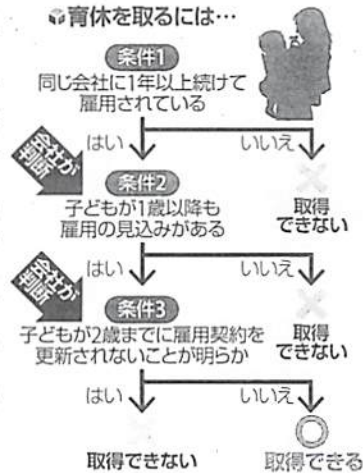 育休を取るには…
条件1
同じ会社に1年以上続けて
雇用されている
はい
いいえ
会社が
判断
取得
できない
条件2
子どもが1歳以降も
雇用の見込みがある
はい
いいえ
会社が
判断
取得
できない
条件3
子どもが2歳までに雇用契約を
更新されないことが明らか
はい
いいえ
取得できない
取得できる